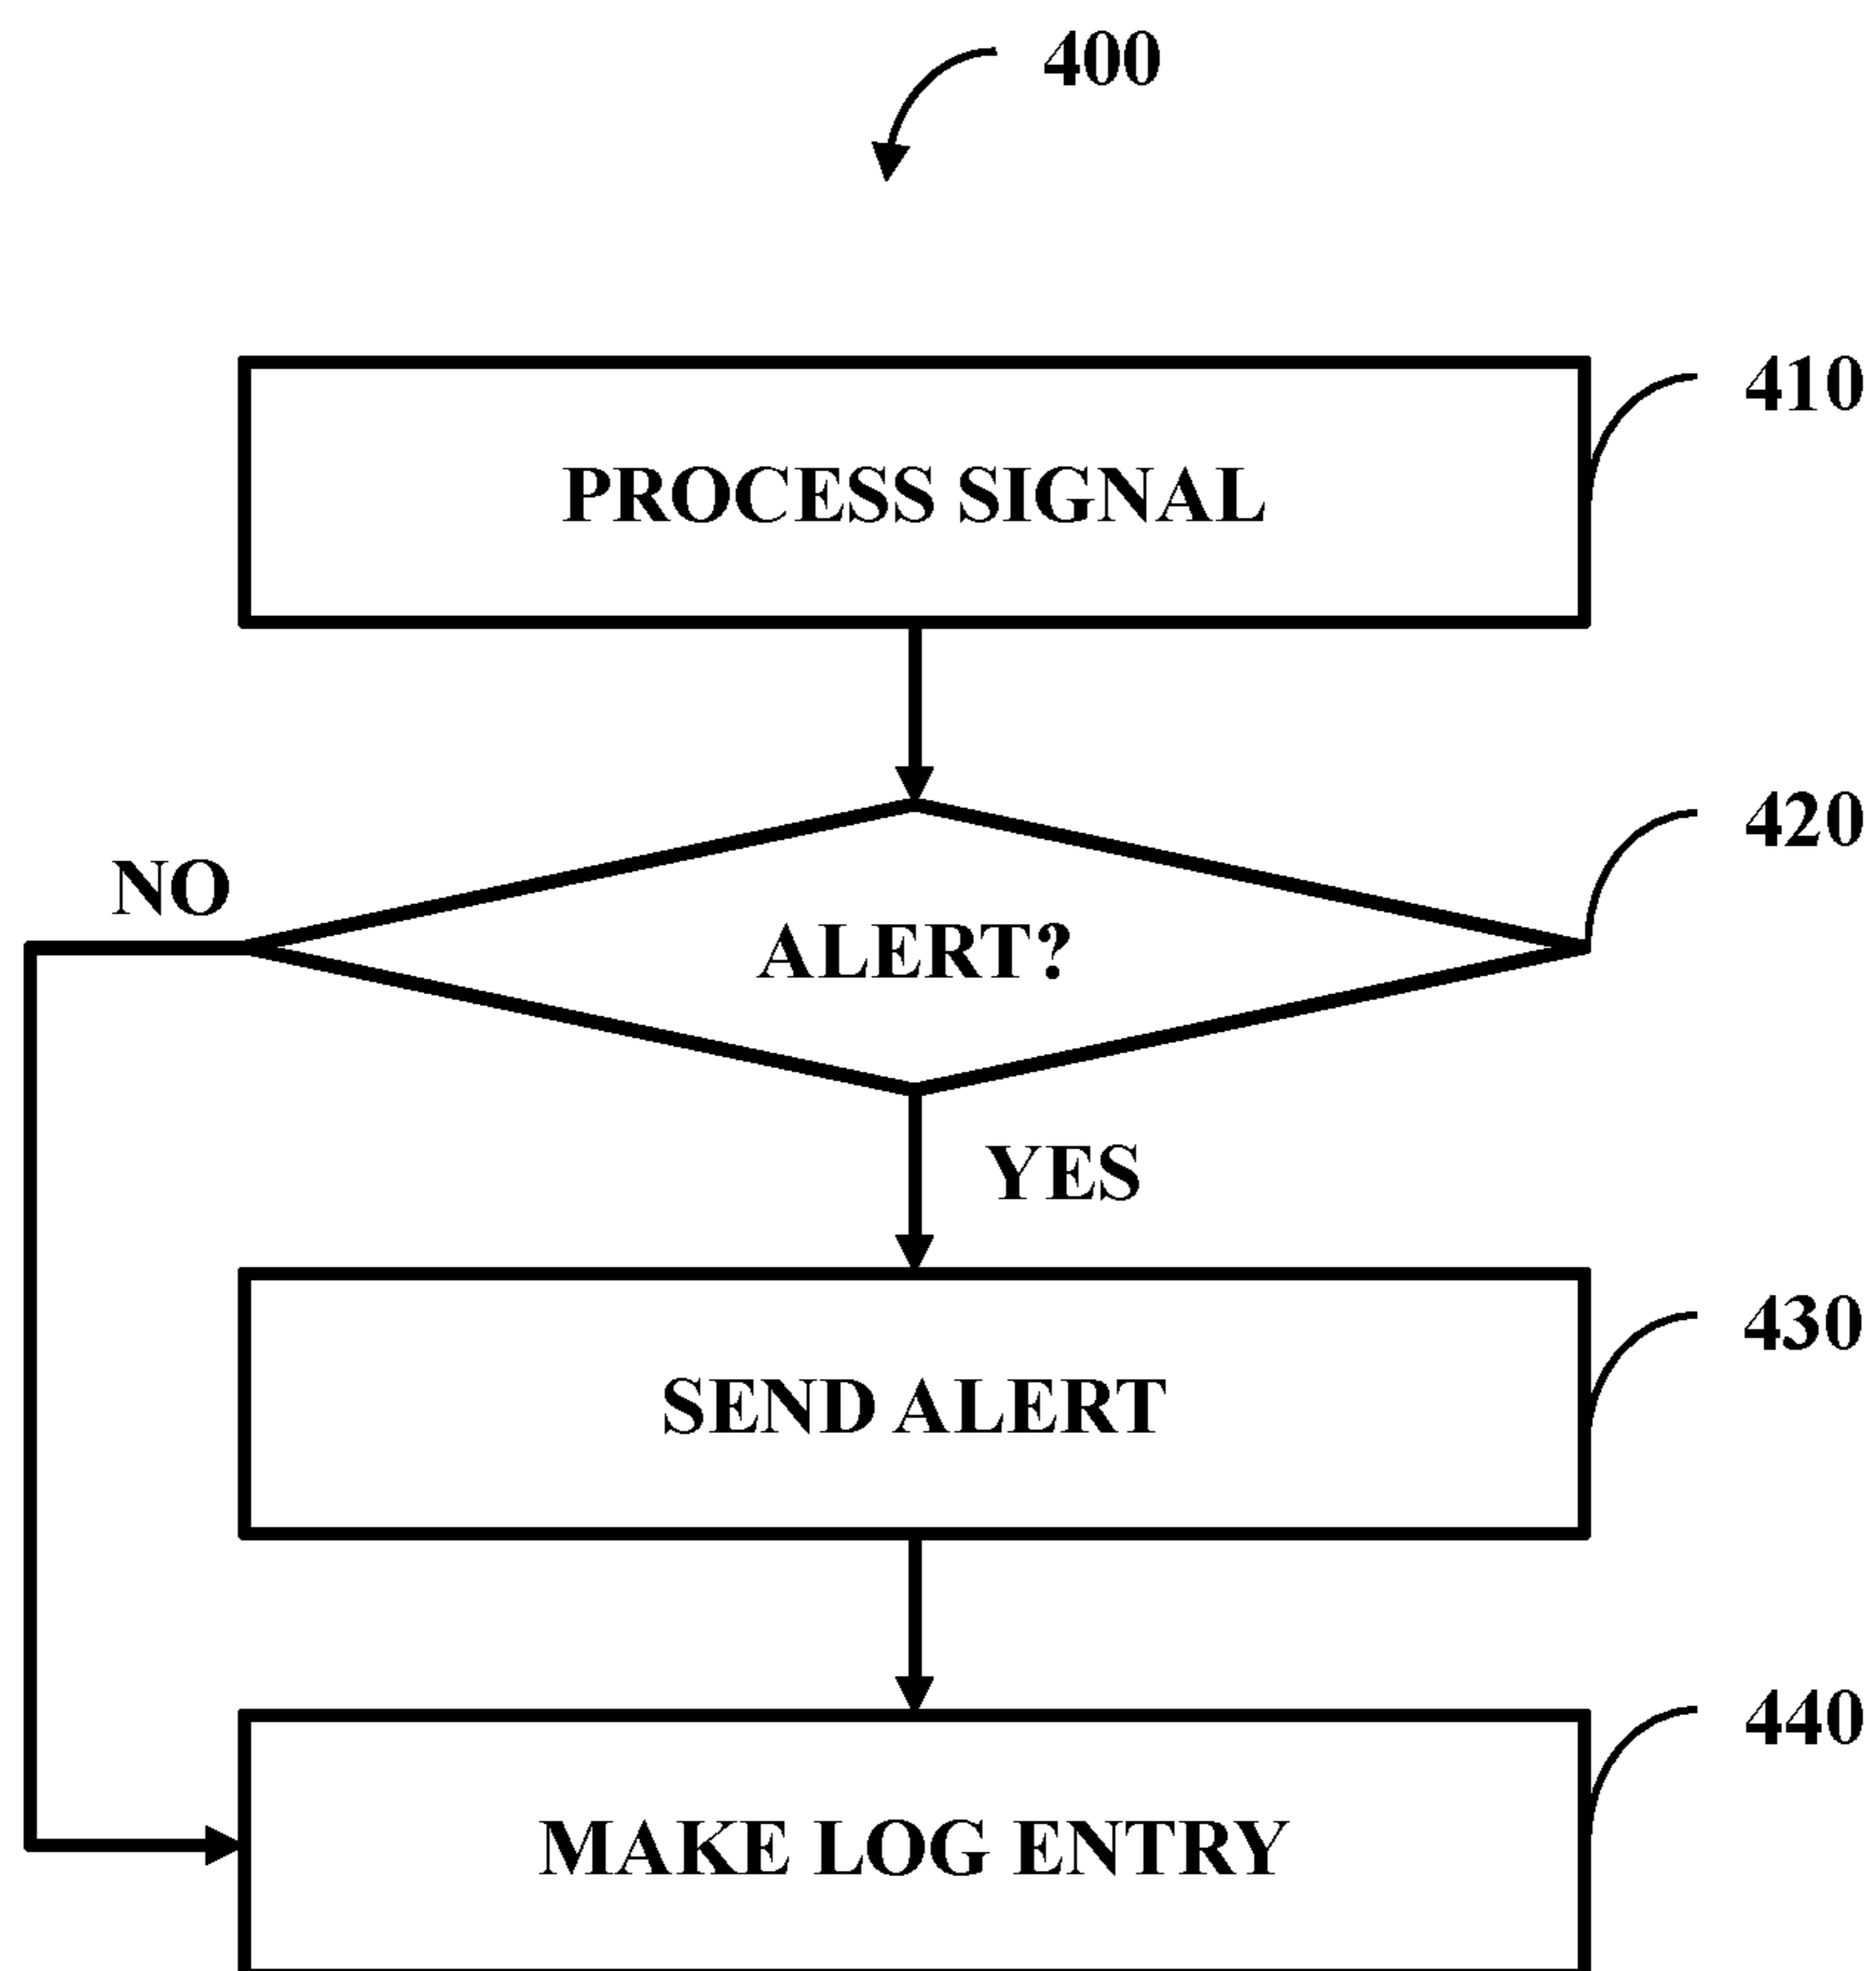 400
410
PROCESS SIGNAL
420
NO
ALERT?
YES
430
SEND ALERT
440
MAKE LOG ENTRY